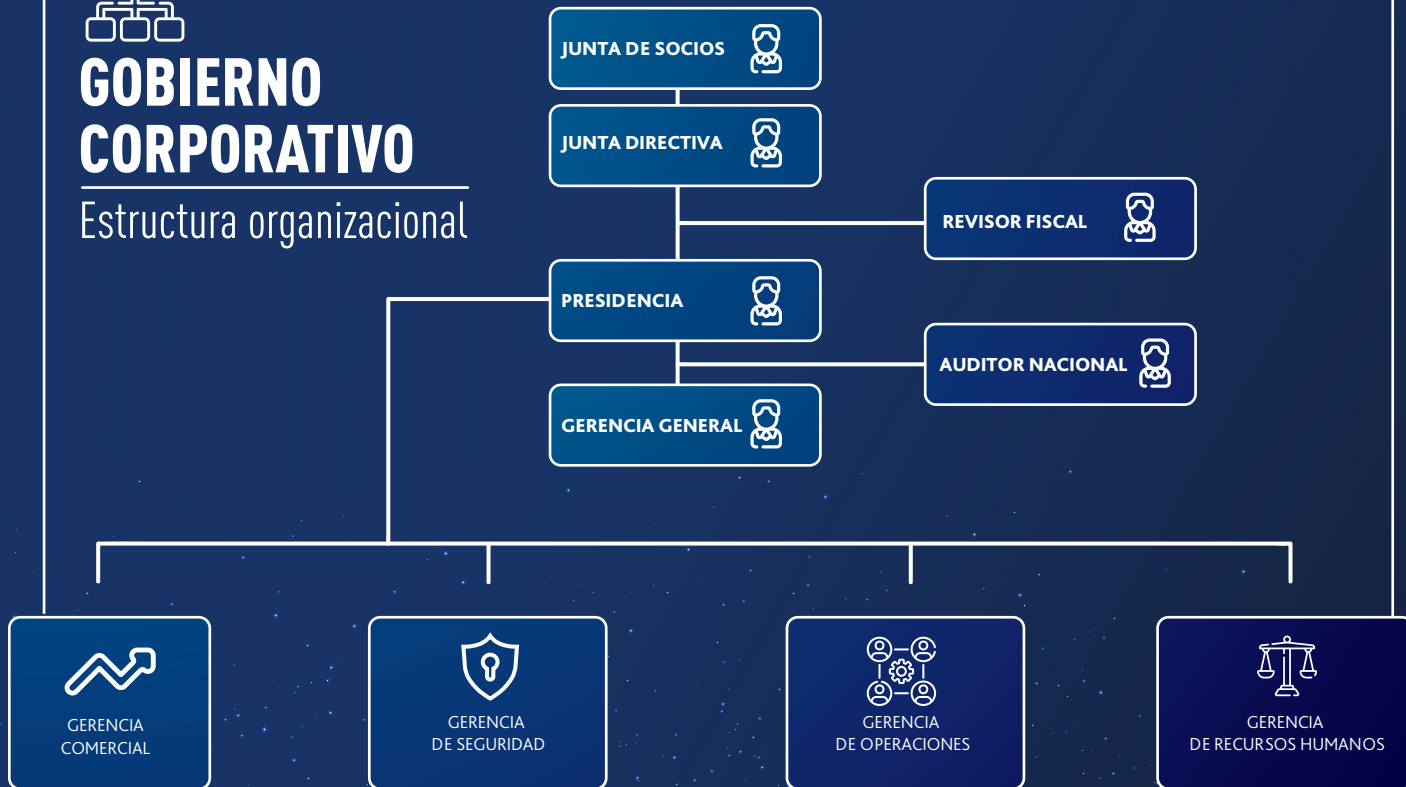 GOBIERNO
CORPORATIVO
Estructura organizacional
JUNTA DE SOCIOS
JUNTA DIRECTIVA
REVISOR FISCAL
PRESIDENCIA
AUDITOR NACIONAL
GERENCIA GENERAL
GERENCIA
COMERCIAL
GERENCIA
DE SEGURIDAD
GERENCIA
DE OPERACIONES
GERENCIA
DE RECURSOS HUMANOS